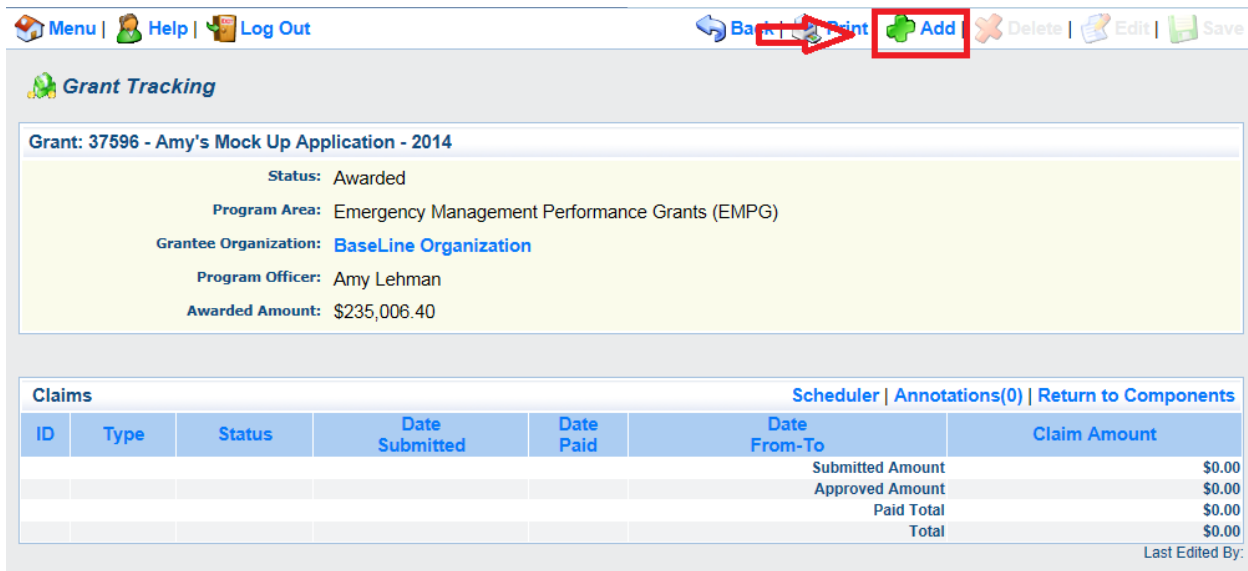 Menu | Help | Log Out Back | Print Add | Delete | Edit | Save
Grant Tracking
Grant: 37596 - Amy's Mock Up Application - 2014
Status: Awarded
Program Area: Emergency Management Performance Grants (EMPG)
Grantee Organization: BaseLine Organization
Program Officer: Amy Lehman
Awarded Amount: $235,006.40
Claims Scheduler | Annotations(0) | Return to Components
ID Type Status Date Submitted Date Paid Date From-To Claim Amount
Submitted Amount $0.00
Approved Amount $0.00
Paid Total $0.00
Total $0.00
Last Edited By: